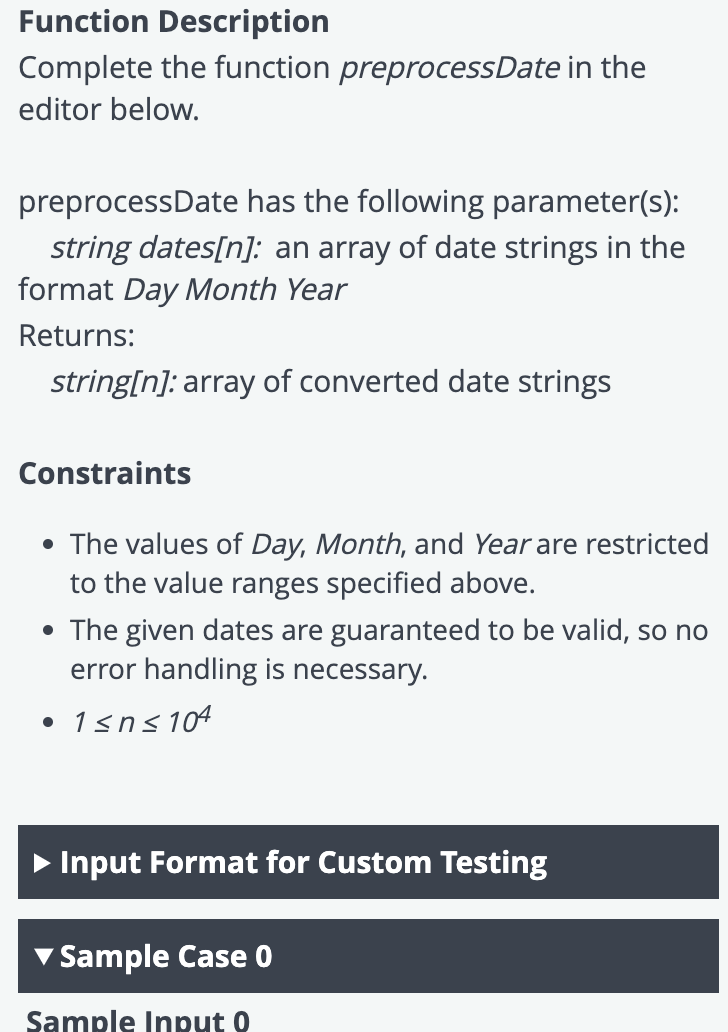 Function Description
Complete the function preprocessDate in the
editor below.
preprocessDate has the following parameter(s):
string dates[n]: an array of date strings in the
format Day Month Year
Returns:
string[n]: array of converted date strings
Constraints
• The values of Day, Month, and Year are restricted
to the value ranges specified above.
• The given dates are guaranteed to be valid, so no
error handling is necessary.
• 1 ≤ n ≤ 10⁴
▶ Input Format for Custom Testing
▼ Sample Case 0
Sample Input 0